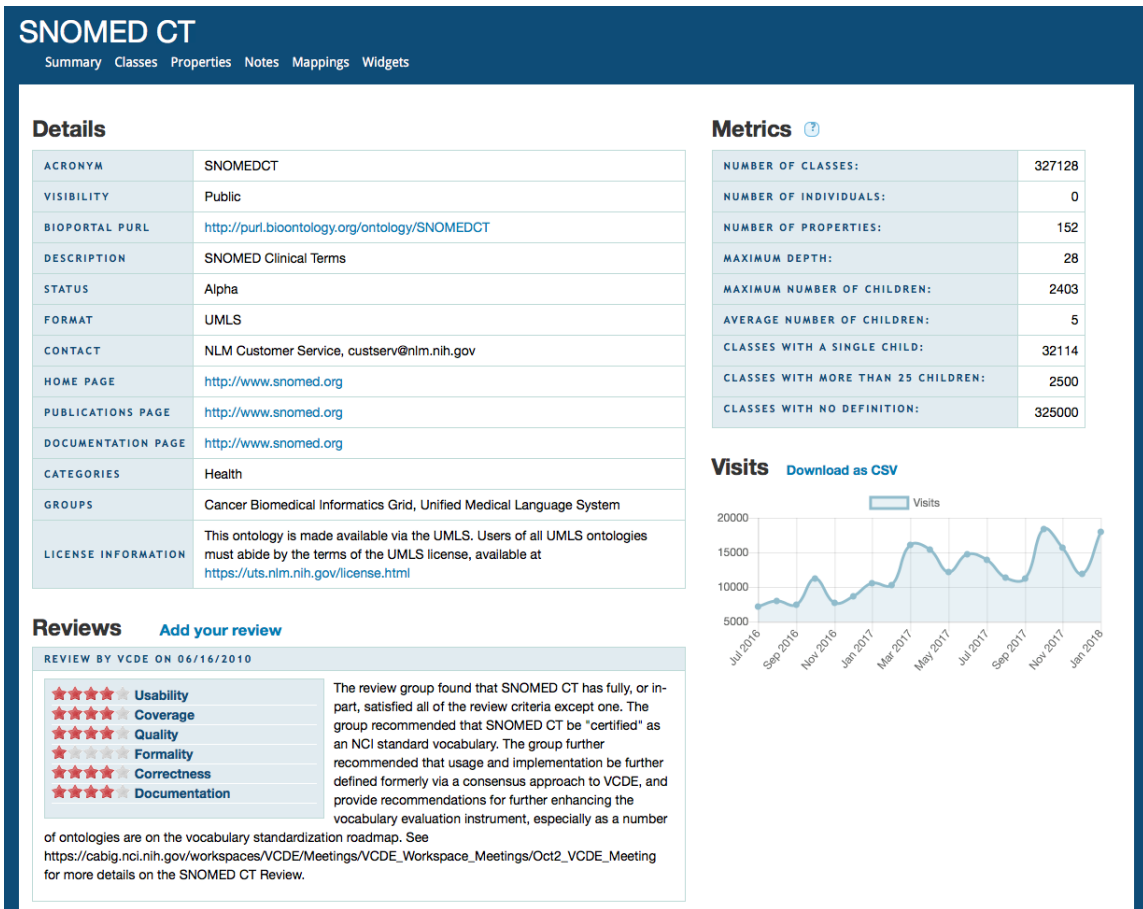 SNOMED CT
Summary Classes Properties Notes Mappings Widgets
Details
ACRONYM SNOMEDCT
VISIBILITY Public
BIOPORTAL PURL http://purl.bioontology.org/ontology/SNOMEDCT
DESCRIPTION SNOMED Clinical Terms
STATUS Alpha
FORMAT UMLS
CONTACT NLM Customer Service, custserv@nlm.nih.gov
HOME PAGE http://www.snomed.org
PUBLICATIONS PAGE http://www.snomed.org
DOCUMENTATION PAGE http://www.snomed.org
CATEGORIES Health
GROUPS Cancer Biomedical Informatics Grid, Unified Medical Language System
LICENSE INFORMATION
This ontology is made available via the UMLS. Users of all UMLS ontologies
must abide by the terms of the UMLS license, available at
https://uts.nlm.nih.gov/license.html
Reviews Add your review
REVIEW BY VCDE ON 06/16/2010
Usability
Coverage
Quality
Formality
Correctness
Documentation
The review group found that SNOMED CT has fully, or in-
part, satisfied all of the review criteria except one. The
group recommended that SNOMED CT be "certified" as
an NCI standard vocabulary. The group further
recommended that usage and implementation be further
defined formerly via a consensus approach to VCDE, and
provide recommendations for further enhancing the
vocabulary evaluation instrument, especially as a number
of ontologies are on the vocabulary standardization roadmap. See
https://cabig.nci.nih.gov/workspaces/VCDE/Meetings/VCDE_Workspace_Meetings/Oct2_VCDE_Meeting
for more details on the SNOMED CT Review.
Metrics ?
NUMBER OF CLASSES: 327128
NUMBER OF INDIVIDUALS: 0
NUMBER OF PROPERTIES: 152
MAXIMUM DEPTH: 28
MAXIMUM NUMBER OF CHILDREN: 2403
AVERAGE NUMBER OF CHILDREN: 5
CLASSES WITH A SINGLE CHILD: 32114
CLASSES WITH MORE THAN 25 CHILDREN: 2500
CLASSES WITH NO DEFINITION: 325000
Visits Download as CSV
Visits
20000
15000
10000
5000
Jul 2016 Sep 2016 Nov 2016 Jan 2017 Mar 2017 May 2017 Jul 2017 Sep 2017 Nov 2017 Jan 2018